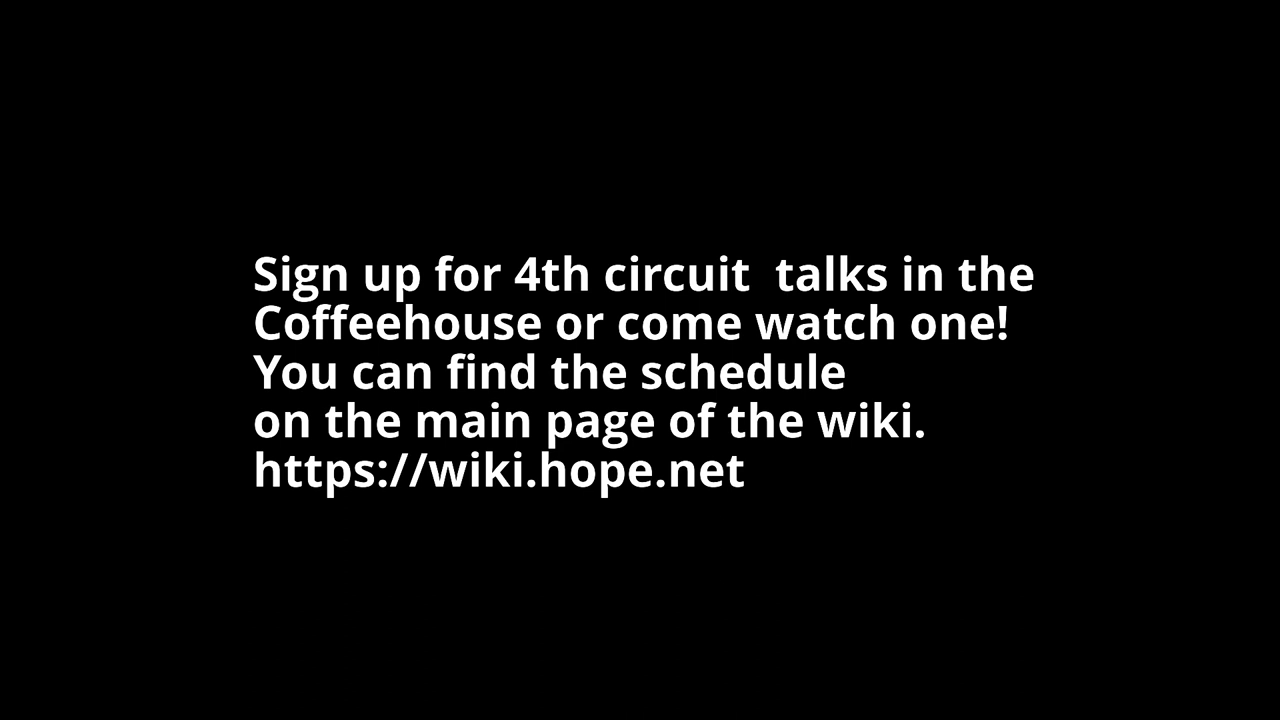 Sign up for 4th circuit  talks in the
Coffeehouse or come watch one!
You can find the schedule
on the main page of the wiki.
https://wiki.hope.net